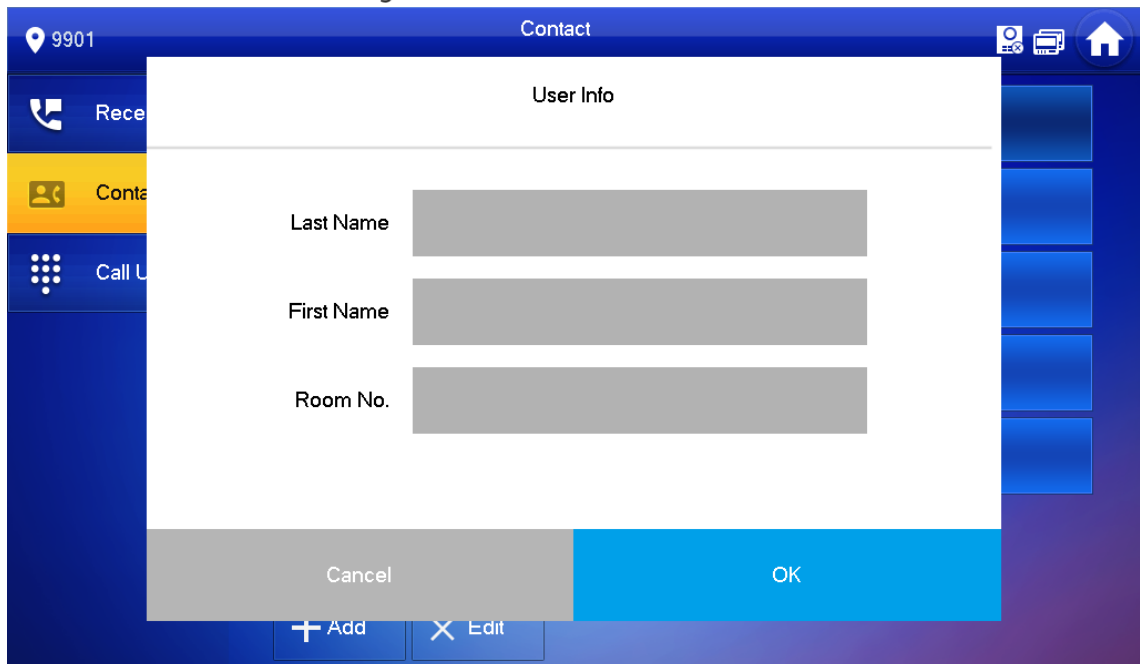 Contact
9901
User Info
Rece
Conta
Call U
Last Name
First Name
Room No.
Cancel
OK
Add
Edit